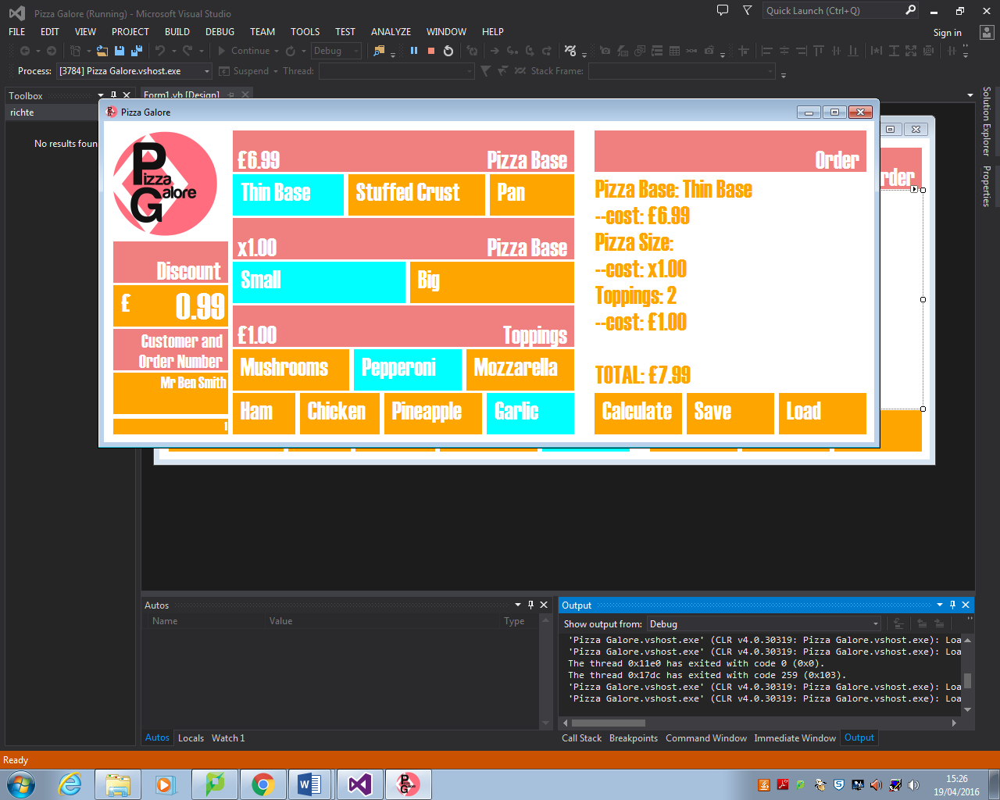 Pizza Galore (Running) - Microsoft Visual Studio
Quick Launch (Ctrl+Q)
FILE EDIT VIEW PROJECT BUILD DEBUG TEAM TOOLS TEST ANALYZE WINDOW HELP
Sign in
Continue Debug
Process: [3784] Pizza Galore.vshost.exe Suspend Thread: Stack Frame:
Toolbox
Form1.vb [Design]
richte
No results foun
Solution Explorer
Properties
Pizza Galore
Pizza
Galore
Discount
£ 0.99
Customer and
Order Number
Mr Ben Smith
1
£6.99 Pizza Base
Thin Base Stuffed Crust Pan
x1.00 Pizza Base
Small Big
£1.00 Toppings
Mushrooms Pepperoni Mozzarella
Ham Chicken Pineapple Garlic
Order
Pizza Base: Thin Base
--cost: £6.99
Pizza Size:
--cost: x1.00
Toppings: 2
--cost: £1.00
TOTAL: £7.99
Calculate Save Load
rder
Autos
Name Value Type
Autos Locals Watch 1
Output
Show output from: Debug
'Pizza Galore.vshost.exe' (CLR v4.0.30319: Pizza Galore.vshost.exe): Loa
'Pizza Galore.vshost.exe' (CLR v4.0.30319: Pizza Galore.vshost.exe): Loa
The thread 0x11e0 has exited with code 0 (0x0).
The thread 0x17dc has exited with code 259 (0x103).
'Pizza Galore.vshost.exe' (CLR v4.0.30319: Pizza Galore.vshost.exe): Loa
'Pizza Galore.vshost.exe' (CLR v4.0.30319: Pizza Galore.vshost.exe): Loa
Call Stack Breakpoints Command Window Immediate Window Output
Ready
15:26
19/04/2016